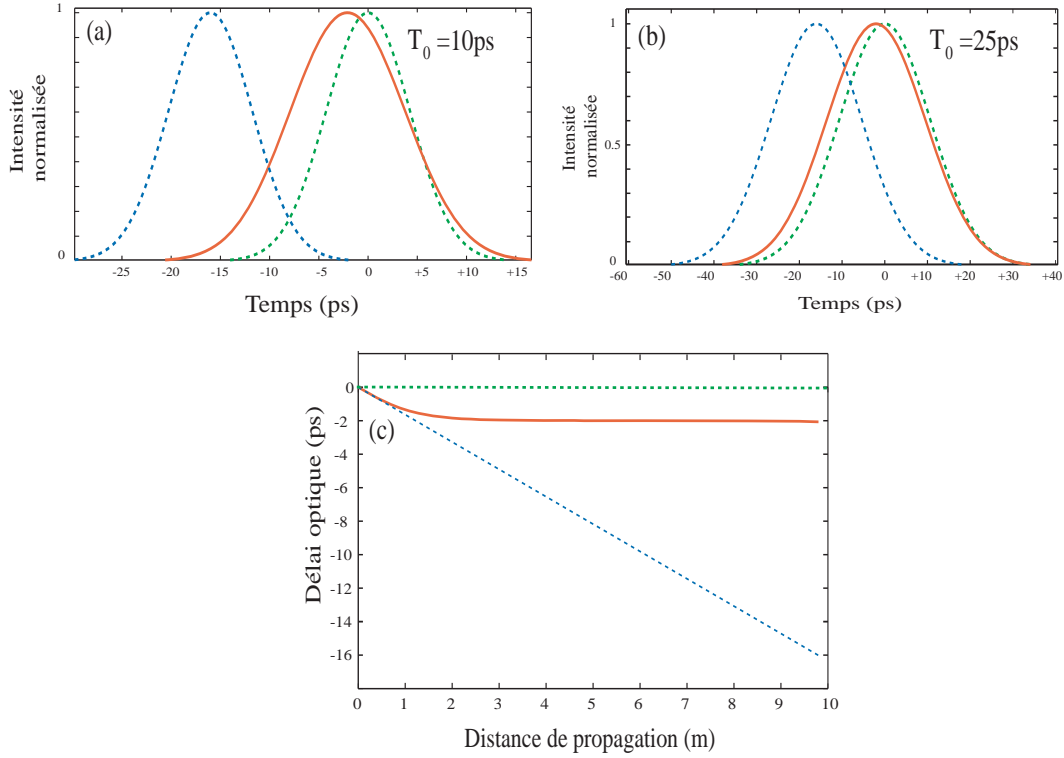 (a)
T₀ =10ps
Intensité
normalisée
1
0
-25 -20 -15 -10 -5 0 +5 +10 +15
Temps (ps)
(b)
T₀ =25ps
Intensité
normalisée
1
0.5
0
-60 -50 -40 -30 -20 -10 0 +10 +20 +30 +40
Temps (ps)
(c)
Délai optique (ps)
0
-2
-4
-6
-8
-10
-12
-14
-16
0 1 2 3 4 5 6 7 8 9 10
Distance de propagation (m)